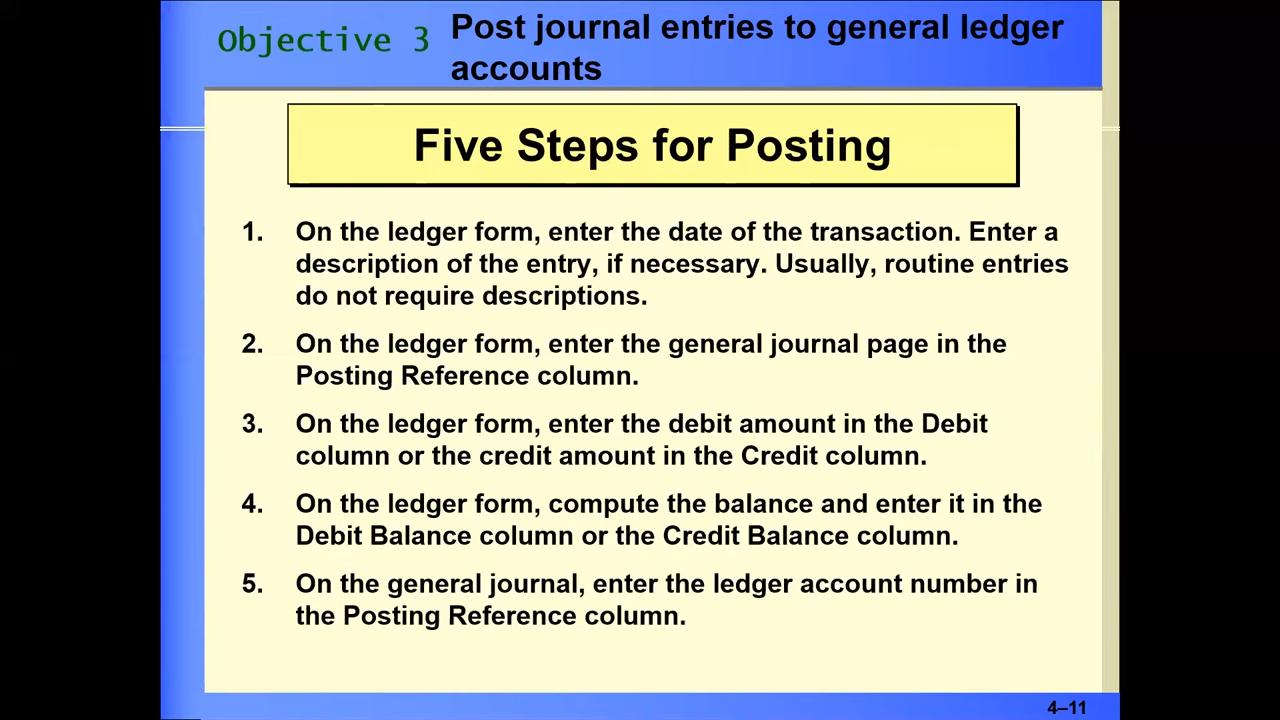 Objective 3 Post journal entries to general ledger
accounts
Five Steps for Posting
1. On the ledger form, enter the date of the transaction. Enter a
description of the entry, if necessary. Usually, routine entries
do not require descriptions.
2. On the ledger form, enter the general journal page in the
Posting Reference column.
3. On the ledger form, enter the debit amount in the Debit
column or the credit amount in the Credit column.
4. On the ledger form, compute the balance and enter it in the
Debit Balance column or the Credit Balance column.
5. On the general journal, enter the ledger account number in
the Posting Reference column.
4–11